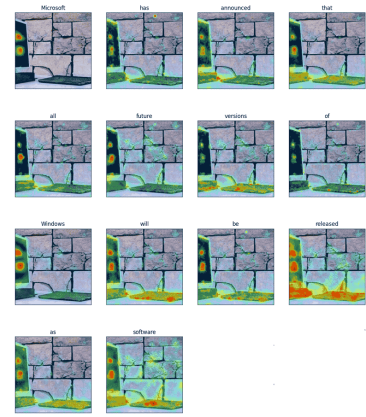 Microsoft has announced that
all future versions of
Windows will be released
as software